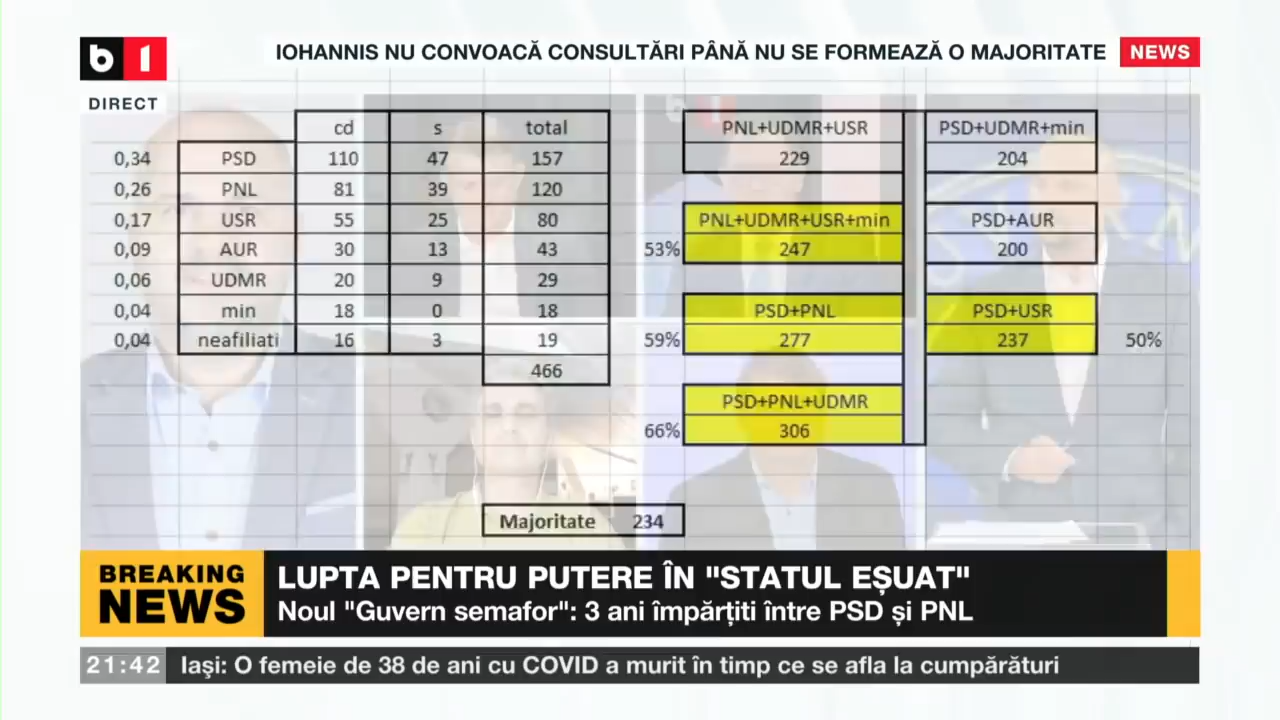 b1
IOHANNIS NU CONVOACĂ CONSULTĂRI PÂNĂ NU SE FORMEAZĂ O MAJORITATE NEWS
DIRECT
cd s total
0,34 PSD 110 47 157
0,26 PNL 81 39 120
0,17 USR 55 25 80
0,09 AUR 30 13 43
0,06 UDMR 20 9 29
0,04 min 18 0 18
0,04 neafiliati 16 3 19
466
PNL+UDMR+USR
229
PNL+UDMR+USR+min
53% 247
PSD+PNL
59% 277
PSD+PNL+UDMR
66% 306
PSD+UDMR+min
204
PSD+AUR
200
PSD+USR
237 50%
Majoritate 234
BREAKING
NEWS
LUPTA PENTRU PUTERE ÎN "STATUL EȘUAT"
Noul "Guvern semafor": 3 ani împărțiti între PSD și PNL
21:42 Iași: O femeie de 38 de ani cu COVID a murit în timp ce se afla la cumpărături